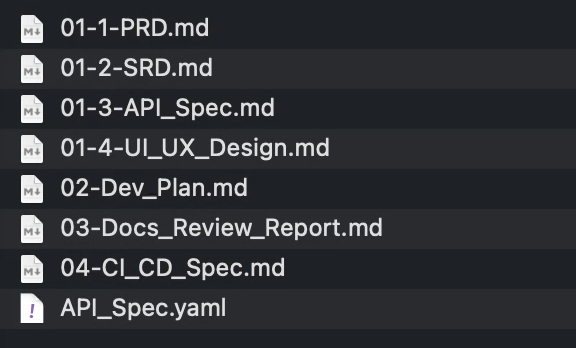 01-1-PRD.md
01-2-SRD.md
01-3-API_Spec.md
01-4-UI_UX_Design.md
02-Dev_Plan.md
03-Docs_Review_Report.md
04-CI_CD_Spec.md
API_Spec.yaml